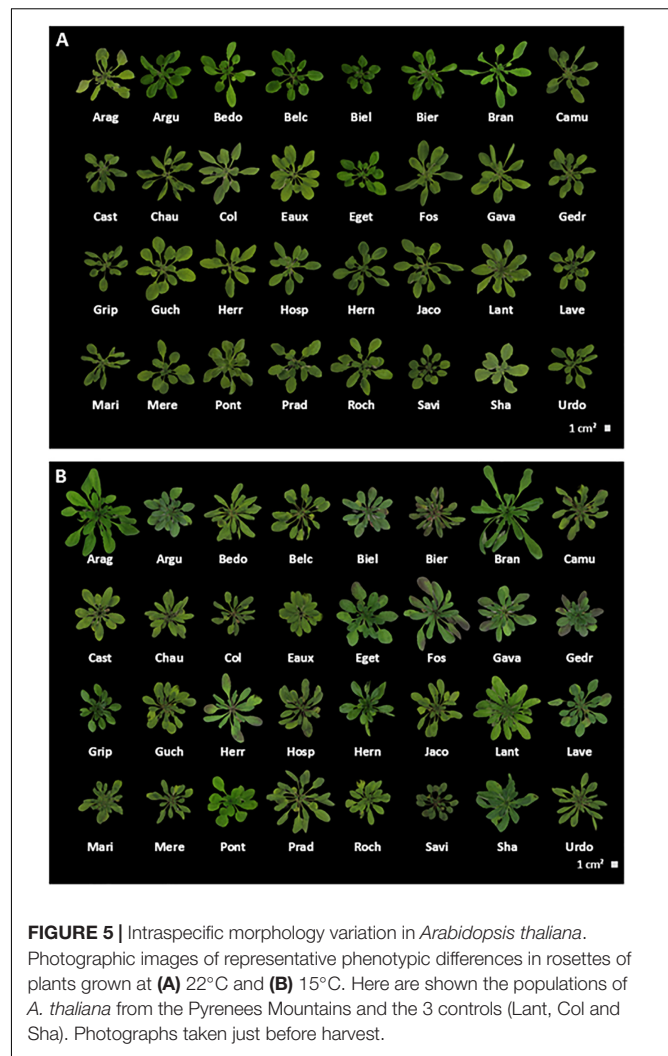 A
Arag Argu Bedo Belc Biel Bier Bran Camu
Cast Chau Col Eaux Eget Fos Gava Gedr
Grip Guch Herr Hosp Hern Jaco Lant Lave
Mari Mere Pont Prad Roch Savi Sha Urdo
1 cm²
B
Arag Argu Bedo Belc Biel Bier Bran Camu
Cast Chau Col Eaux Eget Fos Gava Gedr
Grip Guch Herr Hosp Hern Jaco Lant Lave
Mari Mere Pont Prad Roch Savi Sha Urdo
1 cm²
FIGURE 5 | Intraspecific morphology variation in Arabidopsis thaliana.
Photographic images of representative phenotypic differences in rosettes of
plants grown at (A) 22°C and (B) 15°C. Here are shown the populations of
A. thaliana from the Pyrenees Mountains and the 3 controls (Lant, Col and
Sha). Photographs taken just before harvest.